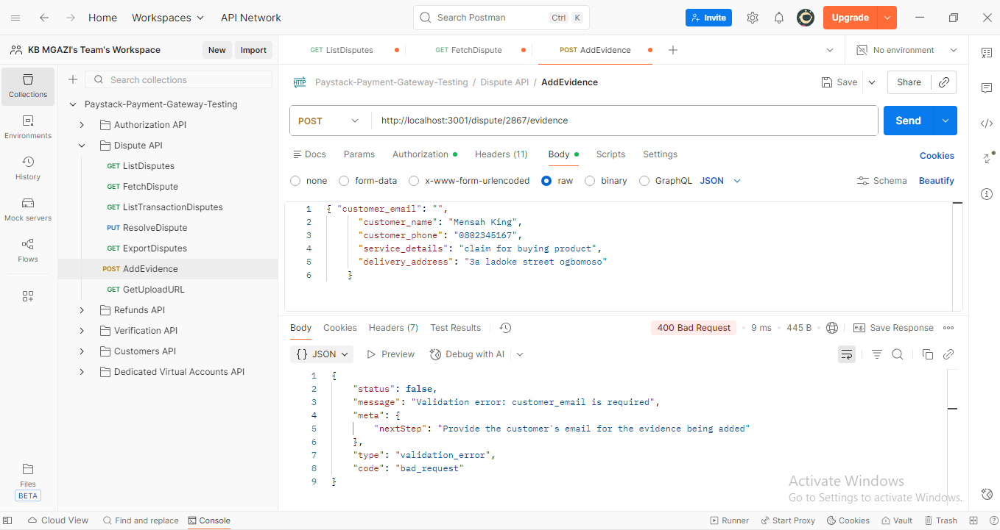 Home Workspaces API Network Search Postman Ctrl K Invite Upgrade
KB MGAZI's Team's Workspace New Import GET ListDisputes GET FetchDispute POST AddEvidence No environment
Collections
Environments
History
Mock servers
Flows
Files
BETA
Search collections
Paystack-Payment-Gateway-Testing
Authorization API
Dispute API
GET ListDisputes
GET FetchDispute
GET ListTransactionDisputes
PUT ResolveDispute
GET ExportDisputes
POST AddEvidence
GET GetUploadURL
Refunds API
Verification API
Customers API
Dedicated Virtual Accounts API
HTTP Paystack-Payment-Gateway-Testing / Dispute API / AddEvidence Save Share
POST http://localhost:3001/dispute/2867/evidence Send
Docs Params Authorization Headers (11) Body Scripts Settings Cookies
none form-data x-www-form-urlencoded raw binary GraphQL JSON Schema Beautify
1 { "customer_email": "",
2 "customer_name": "Mensah King",
3 "customer_phone": "0802345167",
4 "service_details": "claim for buying product",
5 "delivery_address": "3a ladoke street ogbomoso"
6 }
Body Cookies Headers (7) Test Results 400 Bad Request 9 ms 445 B e.g. Save Response
{} JSON Preview Debug with AI
1 {
2 "status": false,
3 "message": "Validation error: customer_email is required",
4 "meta": {
5 "nextStep": "Provide the customer's email for the evidence being added"
6 },
7 "type": "validation_error",
8 "code": "bad_request"
9 }
Activate Windows
Go to Settings to activate Windows.
Cloud View Find and replace Console Runner Start Proxy Cookies Vault Trash